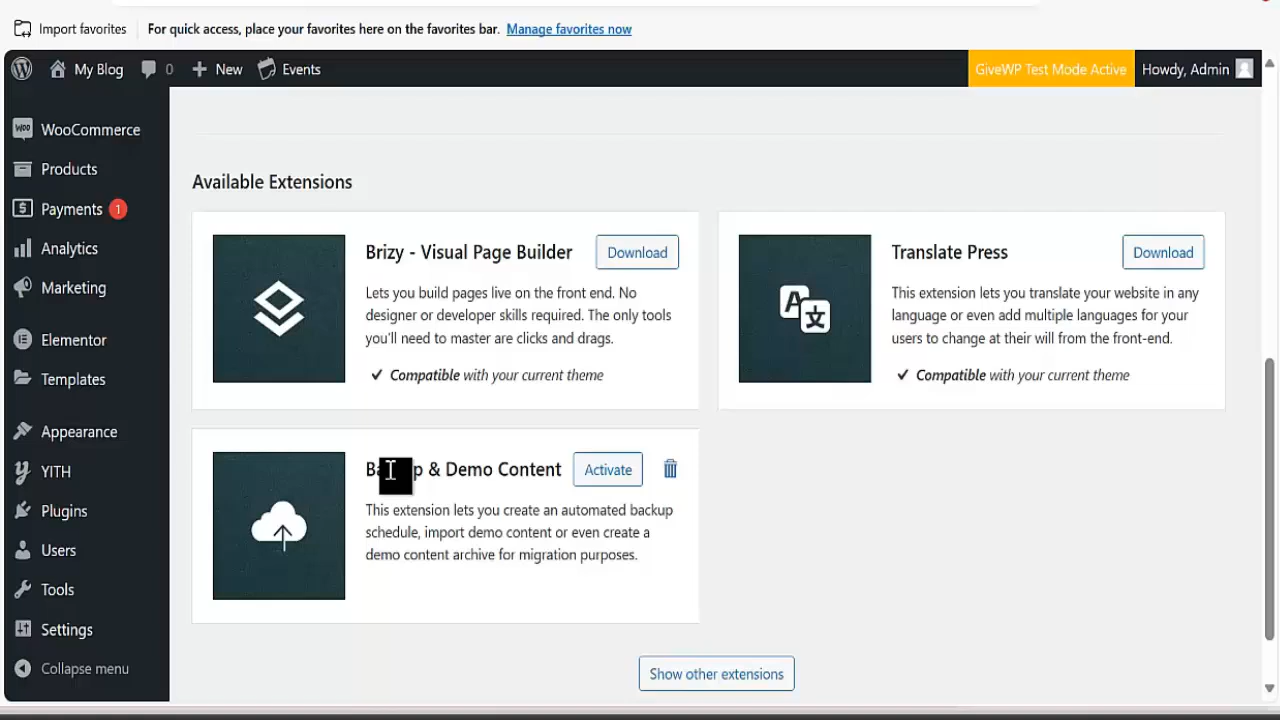 Import favorites
For quick access, place your favorites here on the favorites bar. Manage favorites now
My Blog 0 New Events GiveWP Test Mode Active Howdy, Admin
WooCommerce
Products
Payments 1
Analytics
Marketing
Elementor
Templates
Appearance
YITH
Plugins
Users
Tools
Settings
Collapse menu
Available Extensions
Brizy - Visual Page Builder Download
Lets you build pages live on the front end. No
designer or developer skills required. The only tools
you'll need to master are clicks and drags.
✔ Compatible with your current theme
Translate Press Download
This extension lets you translate your website in any
language or even add multiple languages for your
users to change at their will from the front-end.
✔ Compatible with your current theme
& Demo Content Activate
This extension lets you create an automated backup
schedule, import demo content or even create a
demo content archive for migration purposes.
Show other extensions